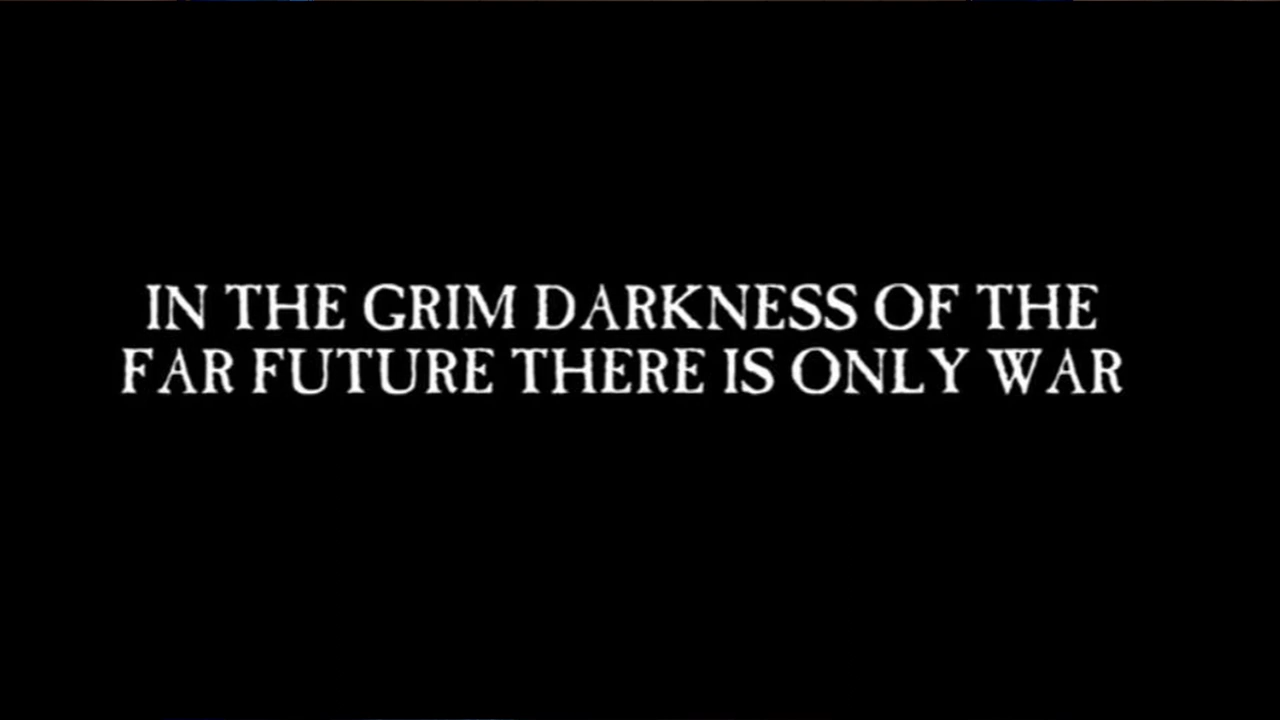 IN THE GRIM DARKNESS OF THE
FAR FUTURE THERE IS ONLY WAR